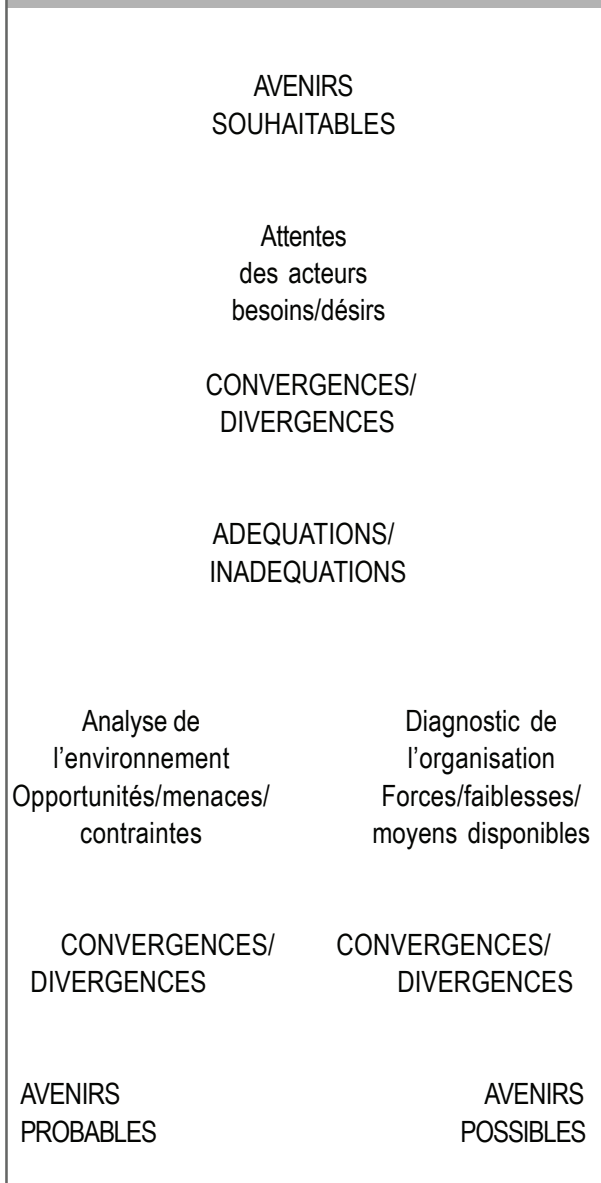 AVENIRS
SOUHAITABLES
Attentes
des acteurs
besoins/désirs
CONVERGENCES/
DIVERGENCES
ADEQUATIONS/
INADEQUATIONS
Analyse de
l’environnement
Opportunités/menaces/
contraintes
Diagnostic de
l’organisation
Forces/faiblesses/
moyens disponibles
CONVERGENCES/
DIVERGENCES
CONVERGENCES/
DIVERGENCES
AVENIRS
PROBABLES
AVENIRS
POSSIBLES